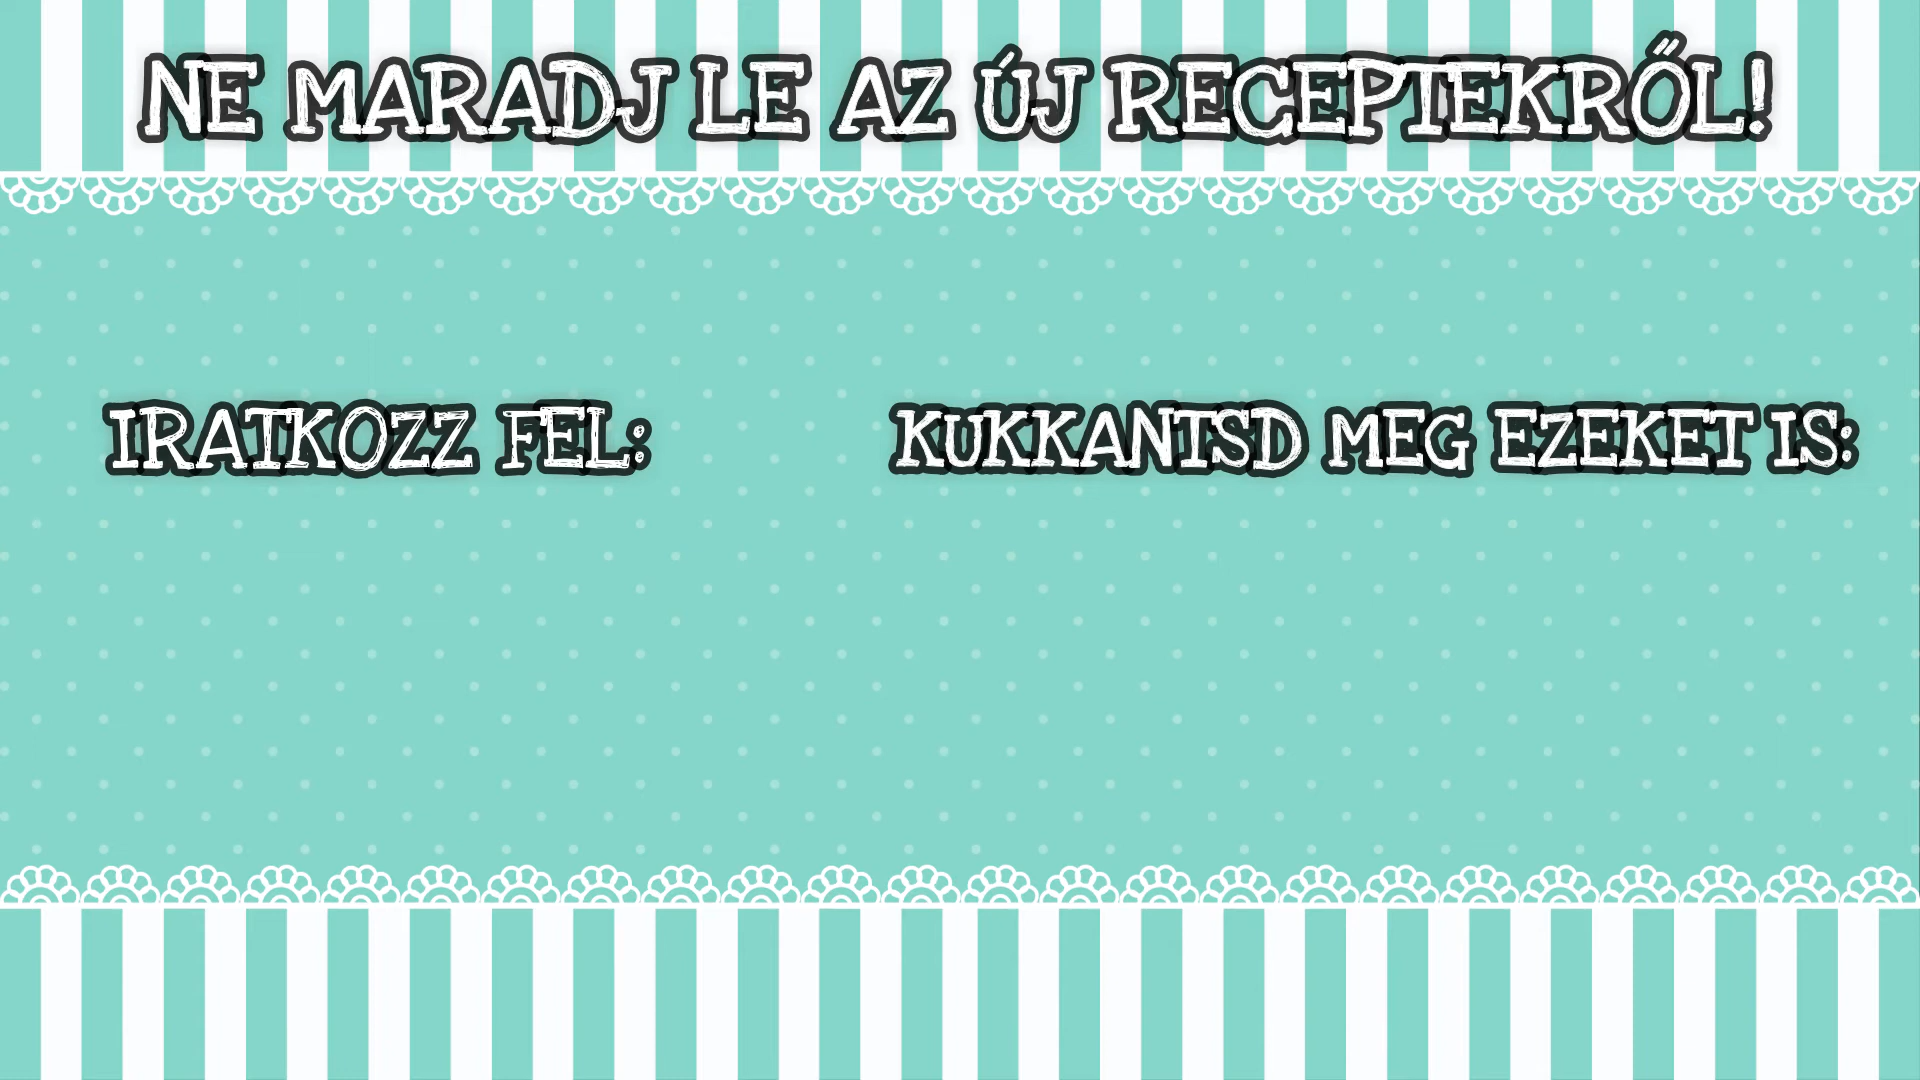 NE MARADJ LE AZ ÚJ RECEPTEKRŐL!
IRATKOZZ FEL:
KUKKANTSD MEG EZEKET IS: